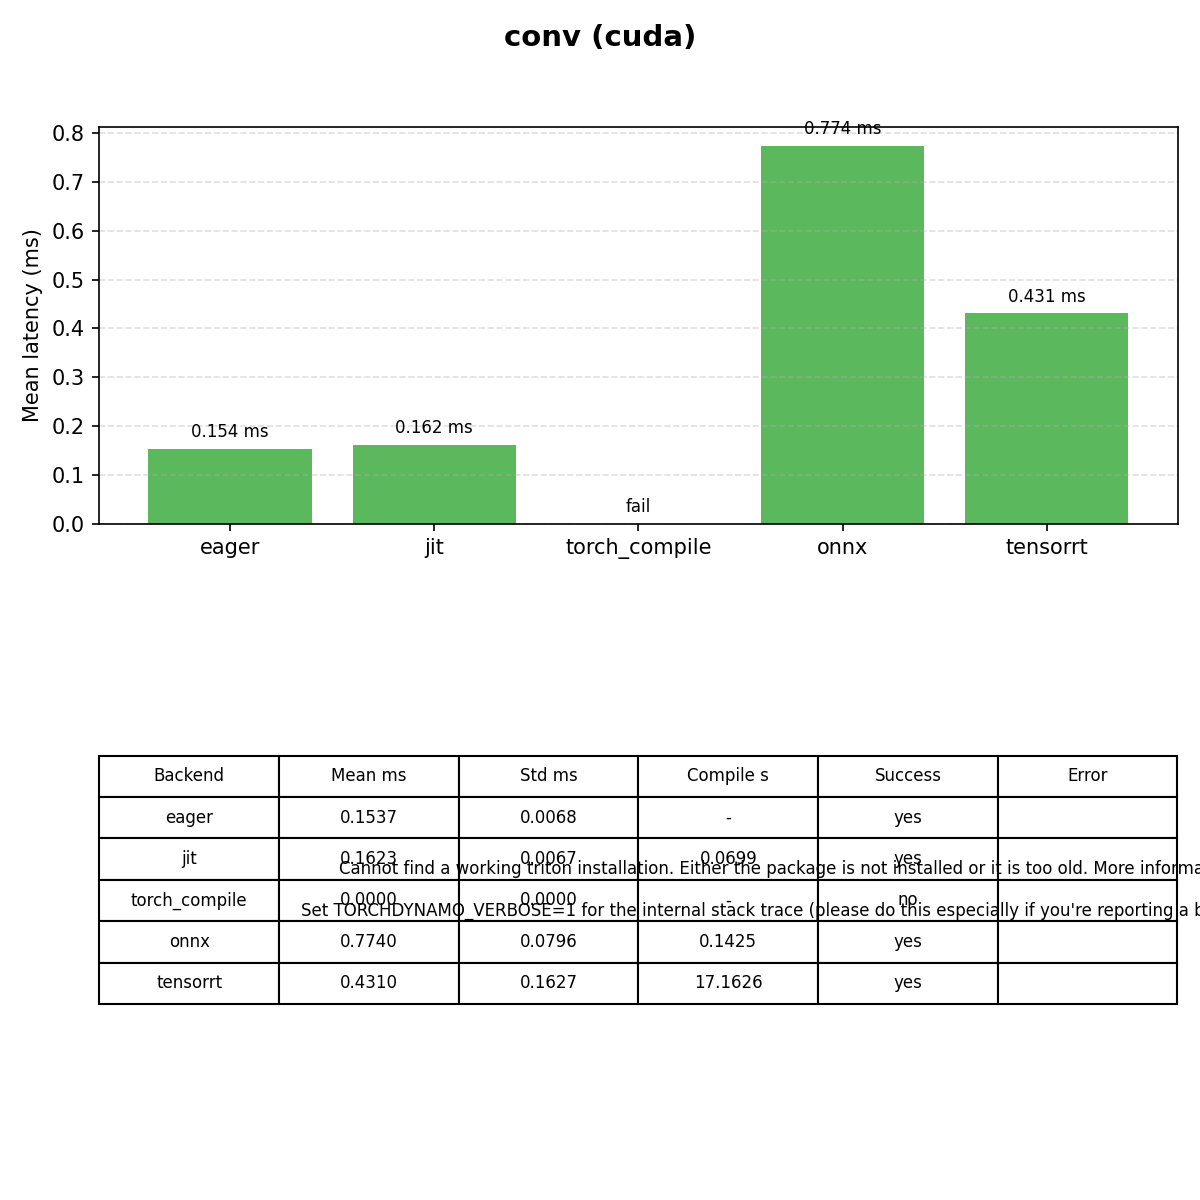 conv (cuda)
Mean latency (ms)
0.8
0.7
0.6
0.5
0.4
0.3
0.2
0.1
0.0
0.154 ms
0.162 ms
fail
0.774 ms
0.431 ms
eager jit torch_compile onnx tensorrt
Backend Mean ms Std ms Compile s Success Error
eager 0.1537 0.0068 - yes
jit 0.1623 0.0067 0.0699 yes
Cannot find a working triton installation. Either the package is not installed or it is too old. More informa
torch_compile 0.0000 0.0000 - no
Set TORCHDYNAMO_VERBOSE=1 for the internal stack trace (please do this especially if you're reporting a b
onnx 0.7740 0.0796 0.1425 yes
tensorrt 0.4310 0.1627 17.1626 yes